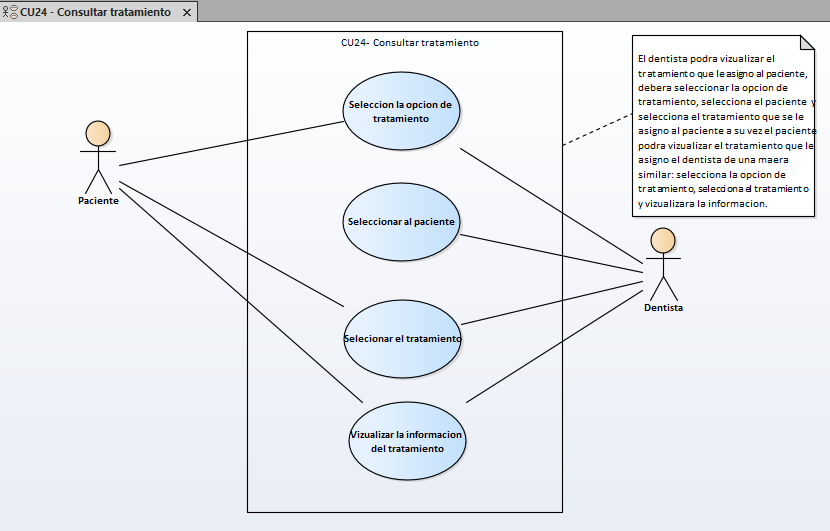 CU24 - Consultar tratamiento
CU24- Consultar tratamiento
Seleccion la opcion de
tratamiento
Seleccionar al paciente
Selecionar el tratamiento
Vizualizar la informacion
del tratamiento
Paciente
El dentista podra vizualizar el
tratamiento que le asigno al paciente,
debera seleccionar la opcion de
tratamiento, selecciona el paciente y
selecciona el tratamiento que se le
asigno al paciente a su vez el paciente
podra vizualizar el tratamiento que le
asigno el dentista de una maera
similar: selecciona la opcion de
tratamiento, selecciona el tratamiento
y vizualizara la informacion.
Dentista